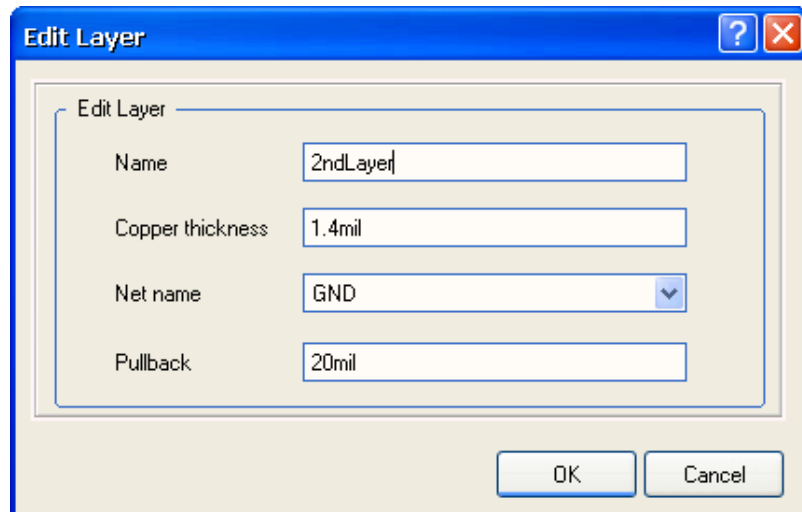 Edit Layer
?
Edit Layer
Name 2ndLayer
Copper thickness 1.4mil
Net name GND
Pullback 20mil
OK Cancel